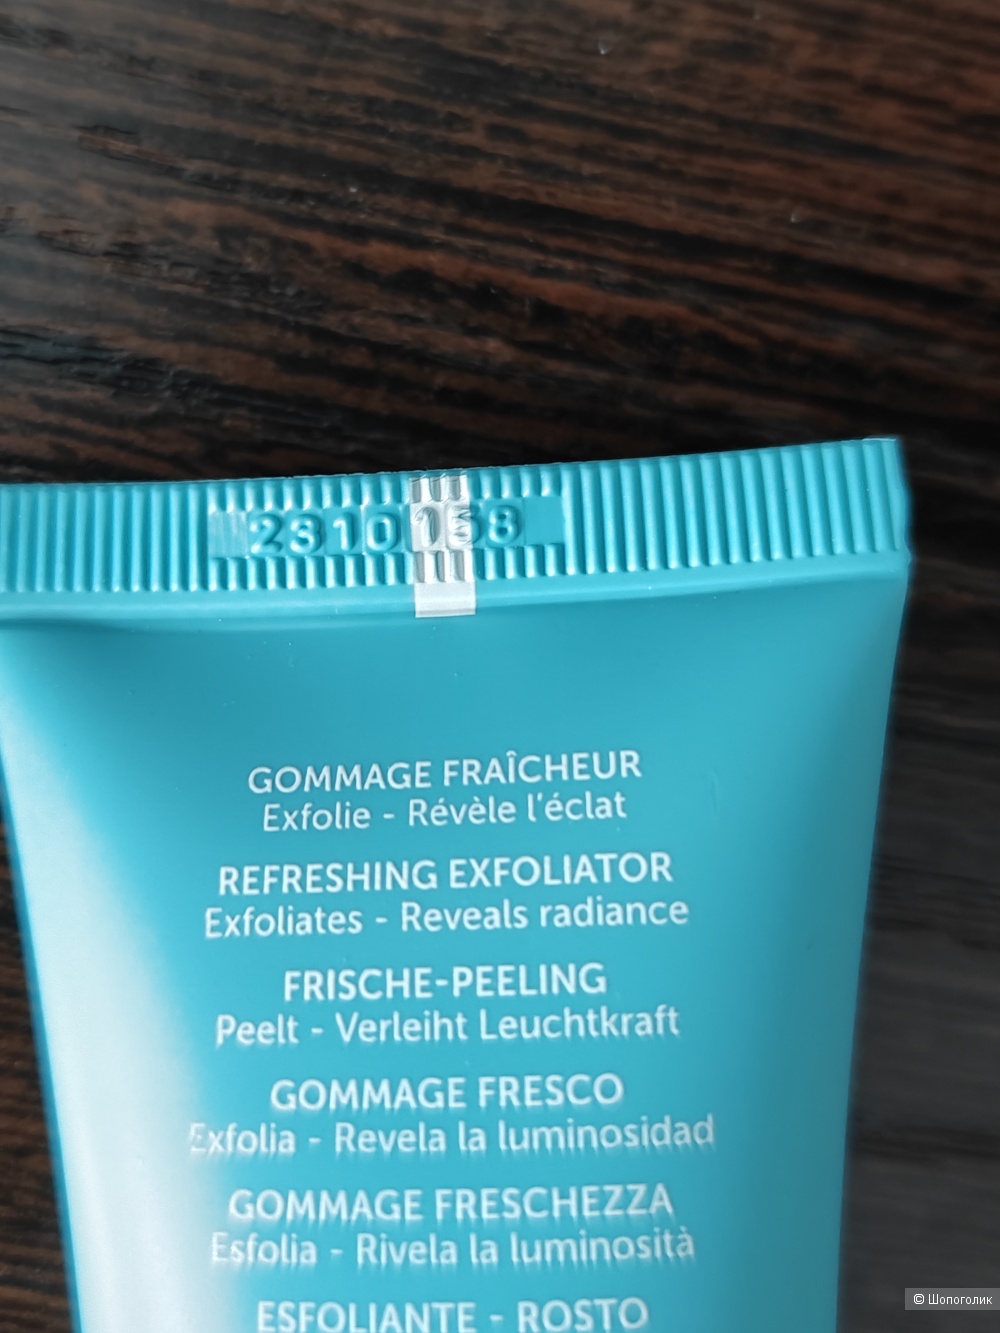 2310158
GOMMAGE FRAÎCHEUR
Exfolie - Révèle l'éclat
REFRESHING EXFOLIATOR
Exfoliates - Reveals radiance
FRISCHE-PEELING
Peelt - Verleiht Leuchtkraft
GOMMAGE FRESCO
Exfolia - Revela la luminosidad
GOMMAGE FRESCHEZZA
Esfolia - Rivela la luminosità
ESFOLIANTE - ROSTO
© Шопоголик